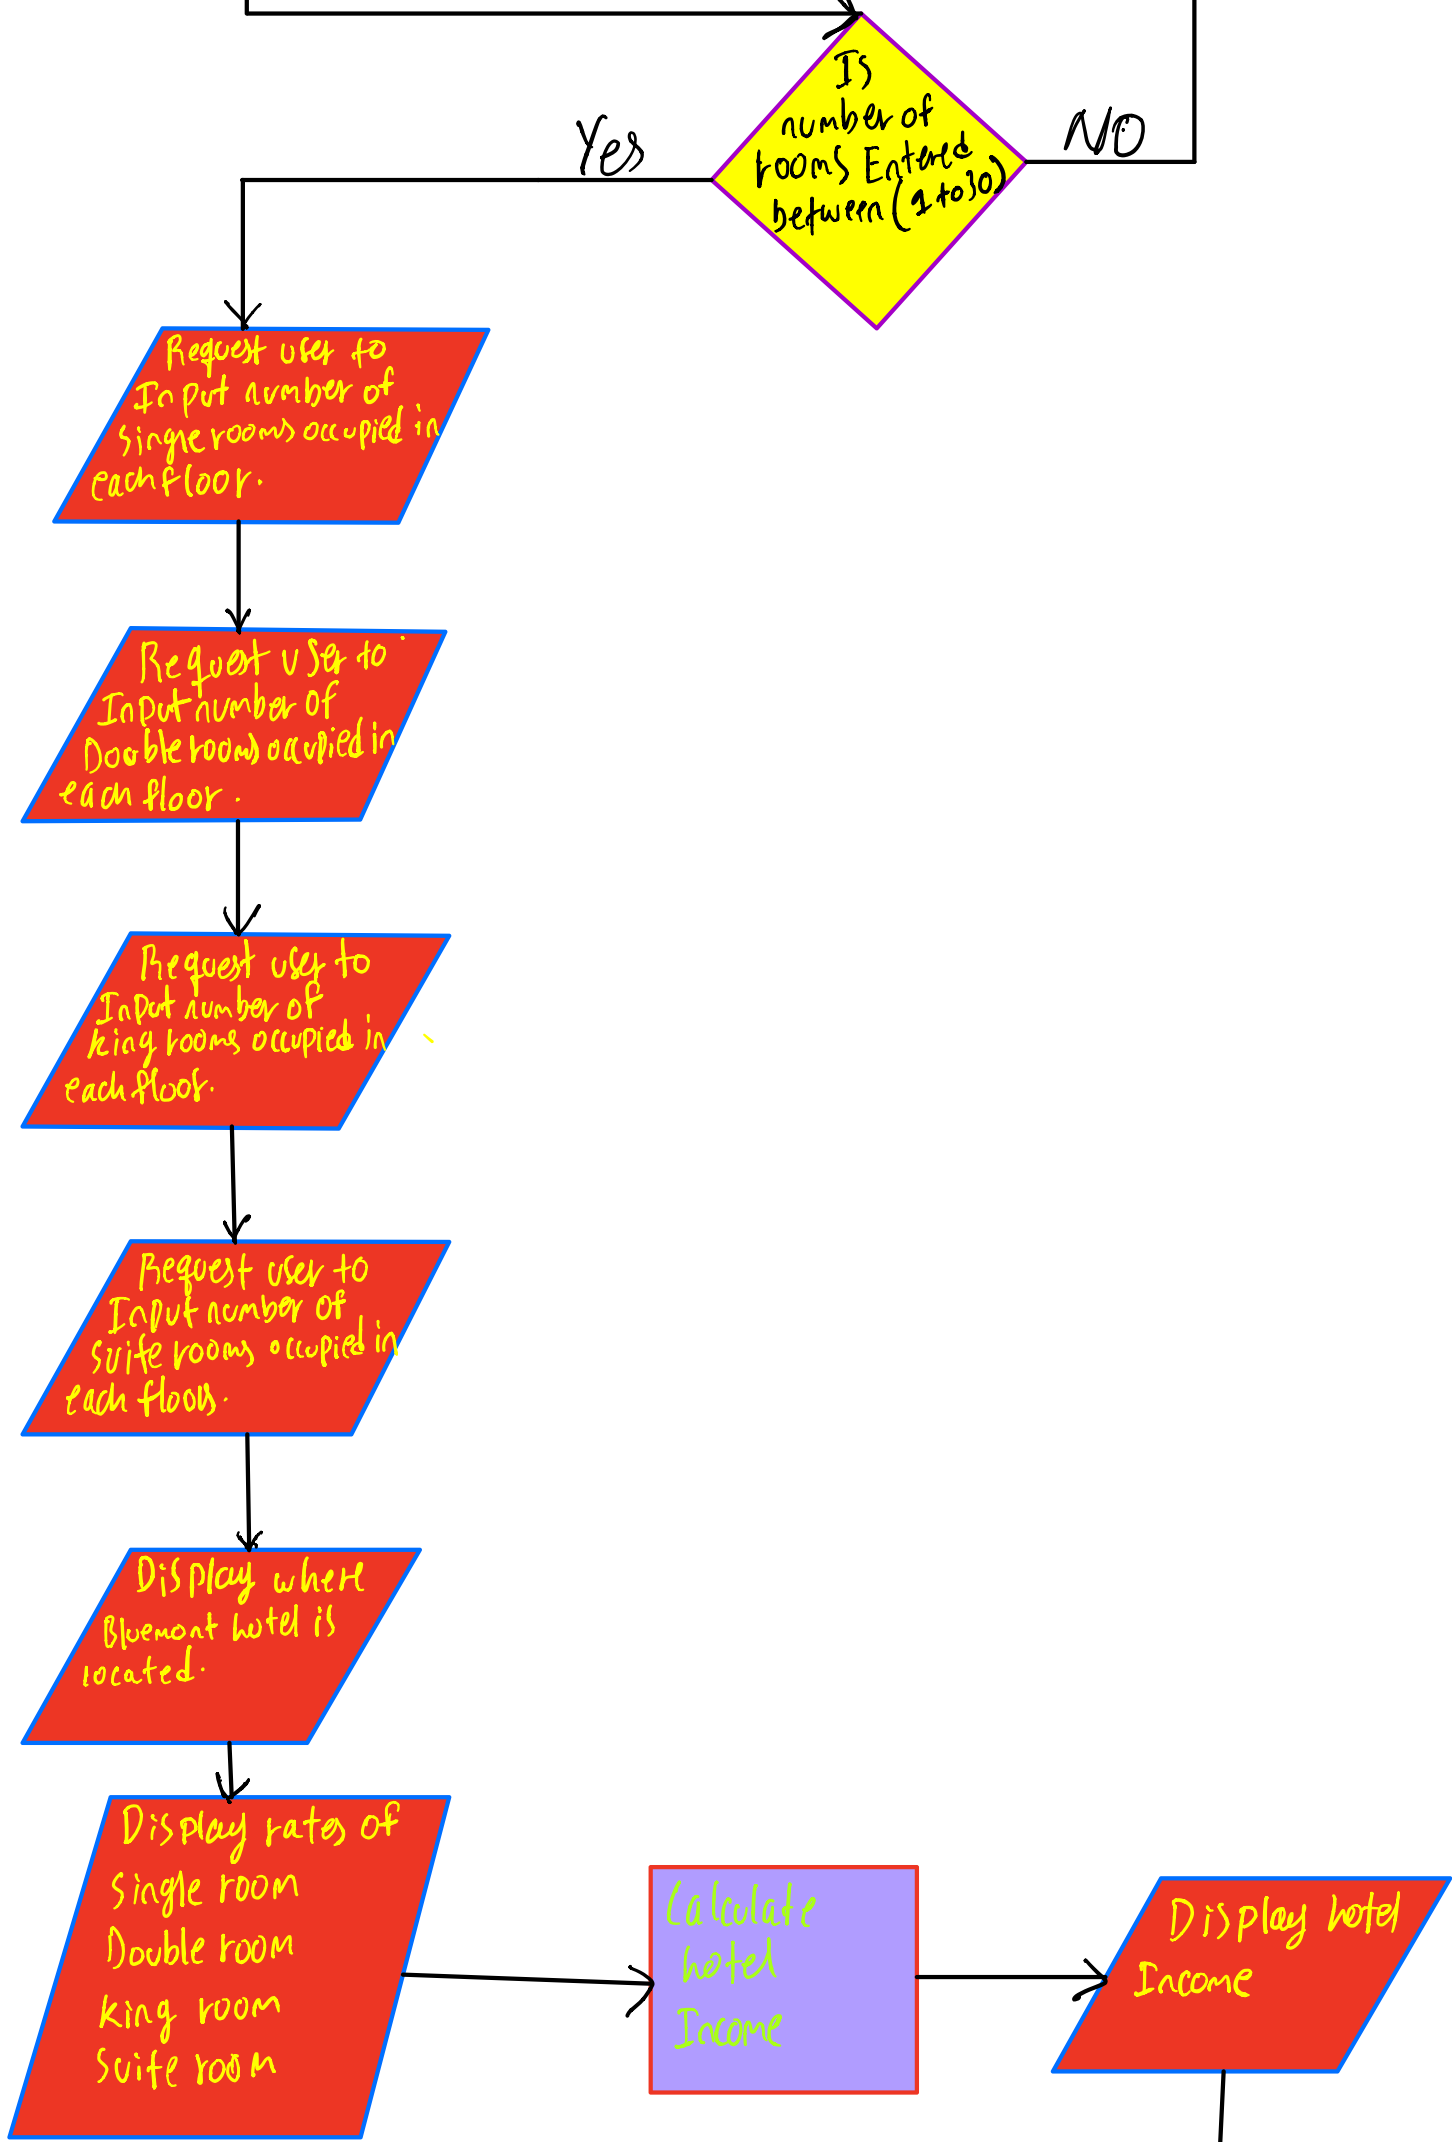 Is
number of
rooms Entered
between (1 to 30)
Yes
NO
Request user to
Input number of
Single rooms occupied in
each floor.
Request user to
Input number of
Double rooms occupied in
each floor.
Request user to
Input number of
king rooms occupied in
each floor.
Request user to
Input number of
Suite rooms occupied in
each floors.
Display where
Bluemont hotel is
located.
Display rates of
Single room
Double room
king room
Suite room
Calculate
hotel
Income
Display hotel
Income